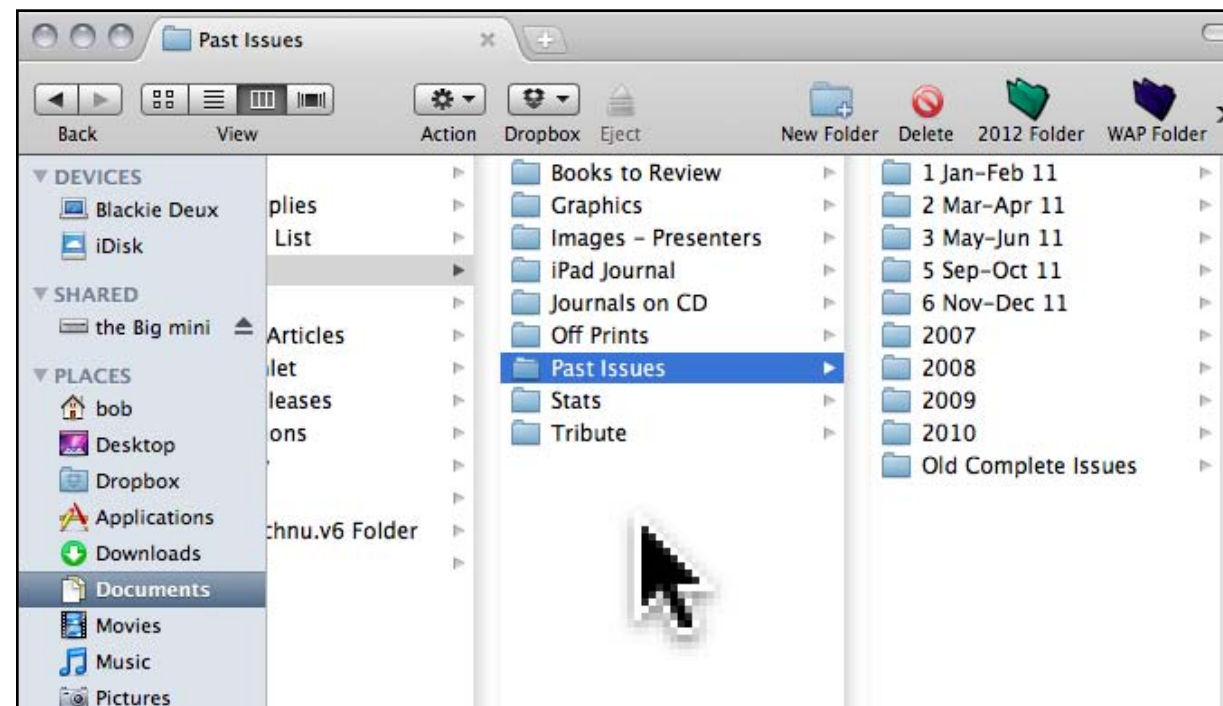 Past Issues
Back View Action Dropbox Eject New Folder Delete 2012 Folder WAP Folder
DEVICES
Blackie Deux
iDisk
SHARED
the Big mini
PLACES
bob
Desktop
Dropbox
Applications
Downloads
Documents
Movies
Music
Pictures
plies
List
Articles
let
leases
ons
chnu.v6 Folder
Books to Review
Graphics
Images – Presenters
iPad Journal
Journals on CD
Off Prints
Past Issues
Stats
Tribute
1 Jan–Feb 11
2 Mar–Apr 11
3 May–Jun 11
5 Sep–Oct 11
6 Nov–Dec 11
2007
2008
2009
2010
Old Complete Issues